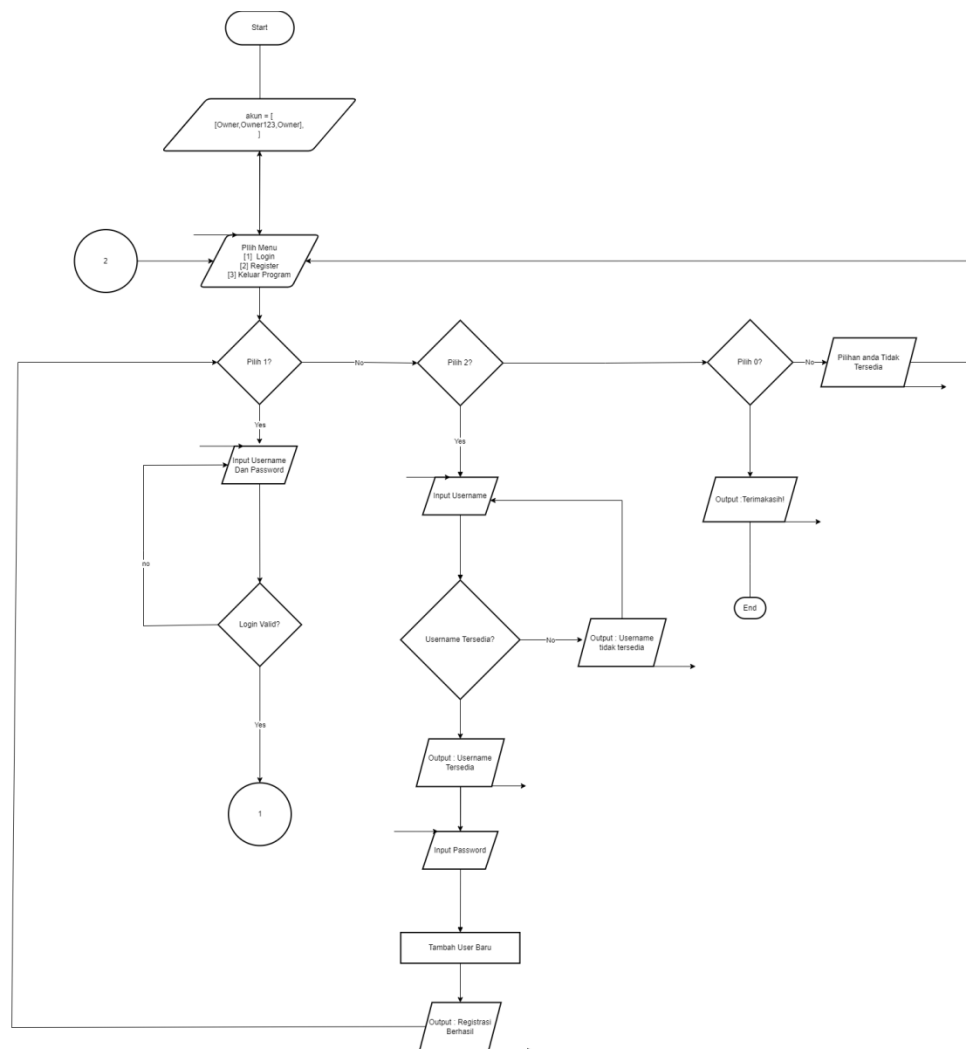 Start
akun = [
[Owner,Owner123,Owner],
]
2
Pilih Menu
[1] Login
[2] Register
[3] Keluar Program
Pilih 1?
No
Pilih 2?
Pilih 0?
No
Pilihan anda Tidak
Tersedia
Yes
Yes
Input Username
Dan Password
Input Username
Output :Terimakasih!
no
Login Valid?
Username Tersedia?
No
Output : Username
tidak tersedia
End
Yes
Output : Username
Tersedia
1
Input Password
Tambah User Baru
Output : Registrasi
Berhasil